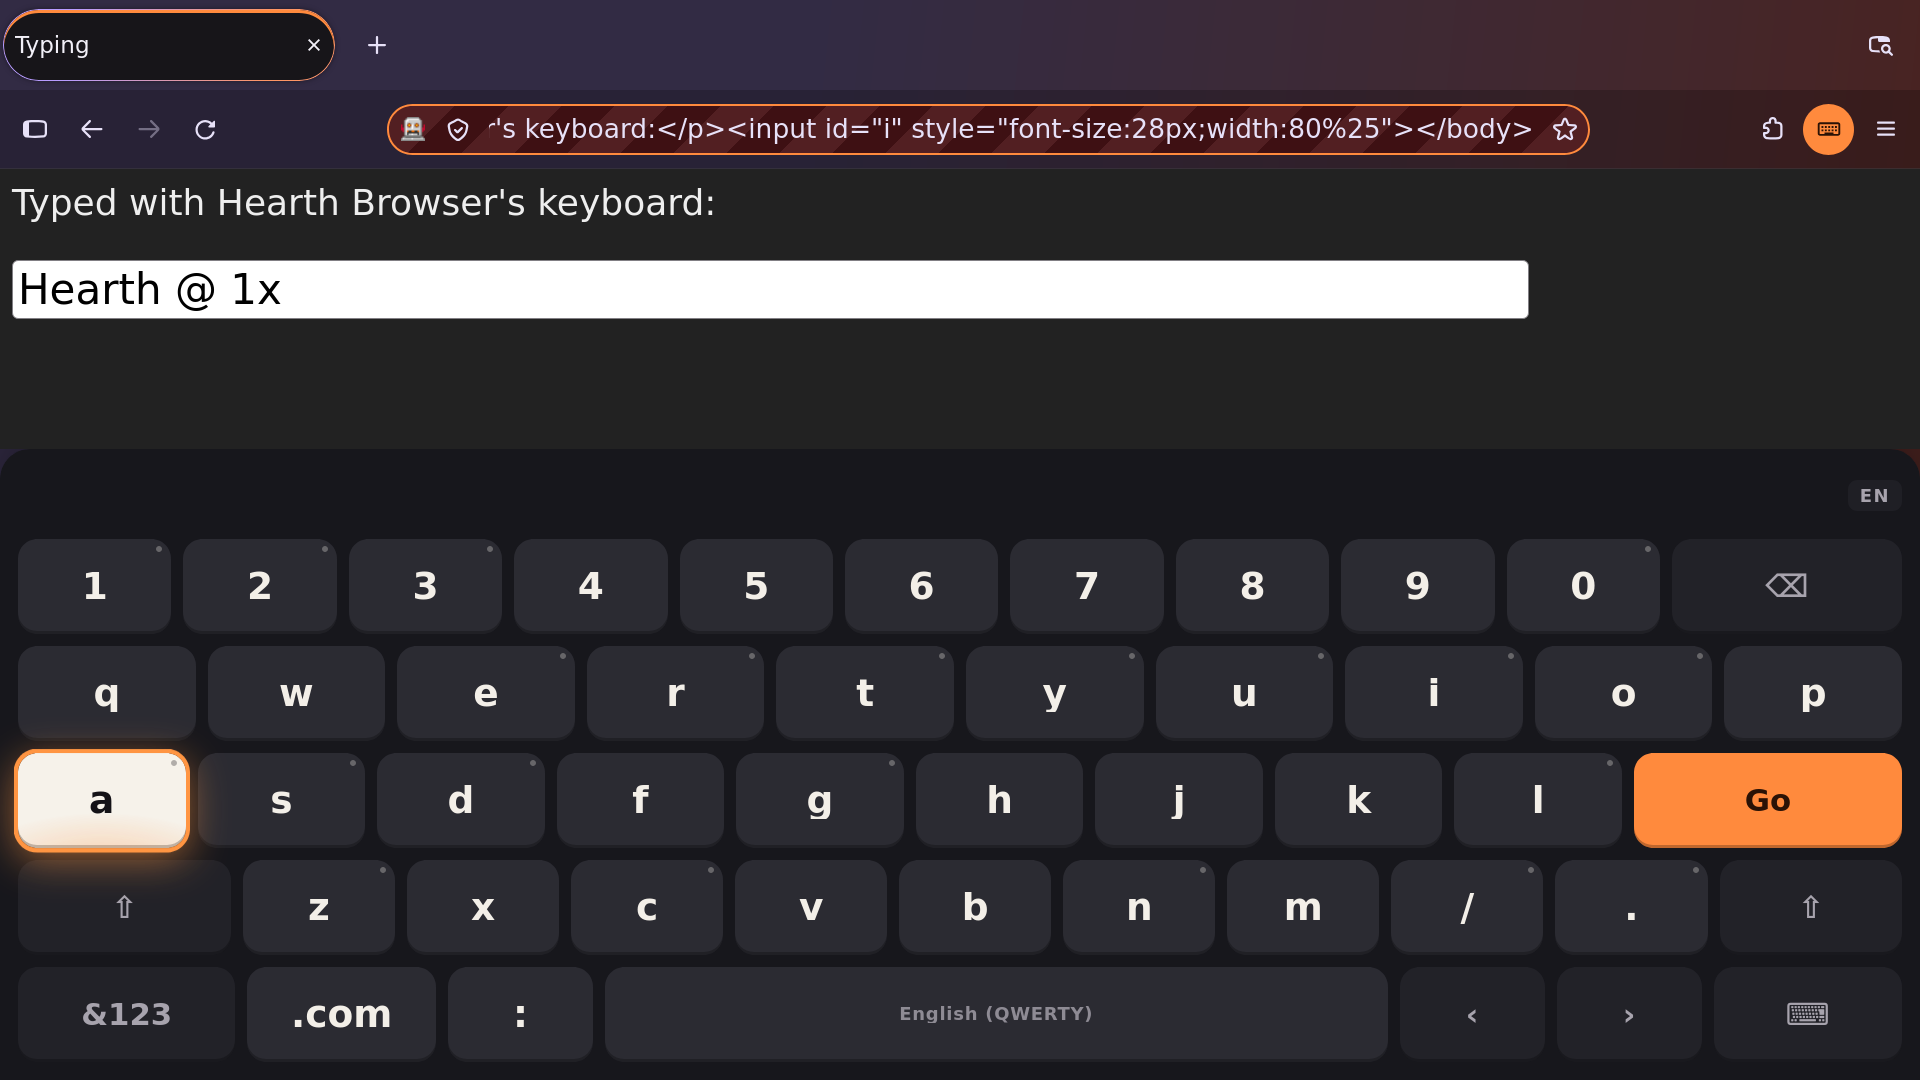 Typing
r's keyboard:</p><input id="i" style="font-size:28px;width:80%25"></body>
Typed with Hearth Browser's keyboard:
Hearth @ 1x
EN
1 2 3 4 5 6 7 8 9 0
q w e r t y u i o p
a s d f g h j k l Go
z x c v b n m / .
&123 .com : English (QWERTY) ‹ ›